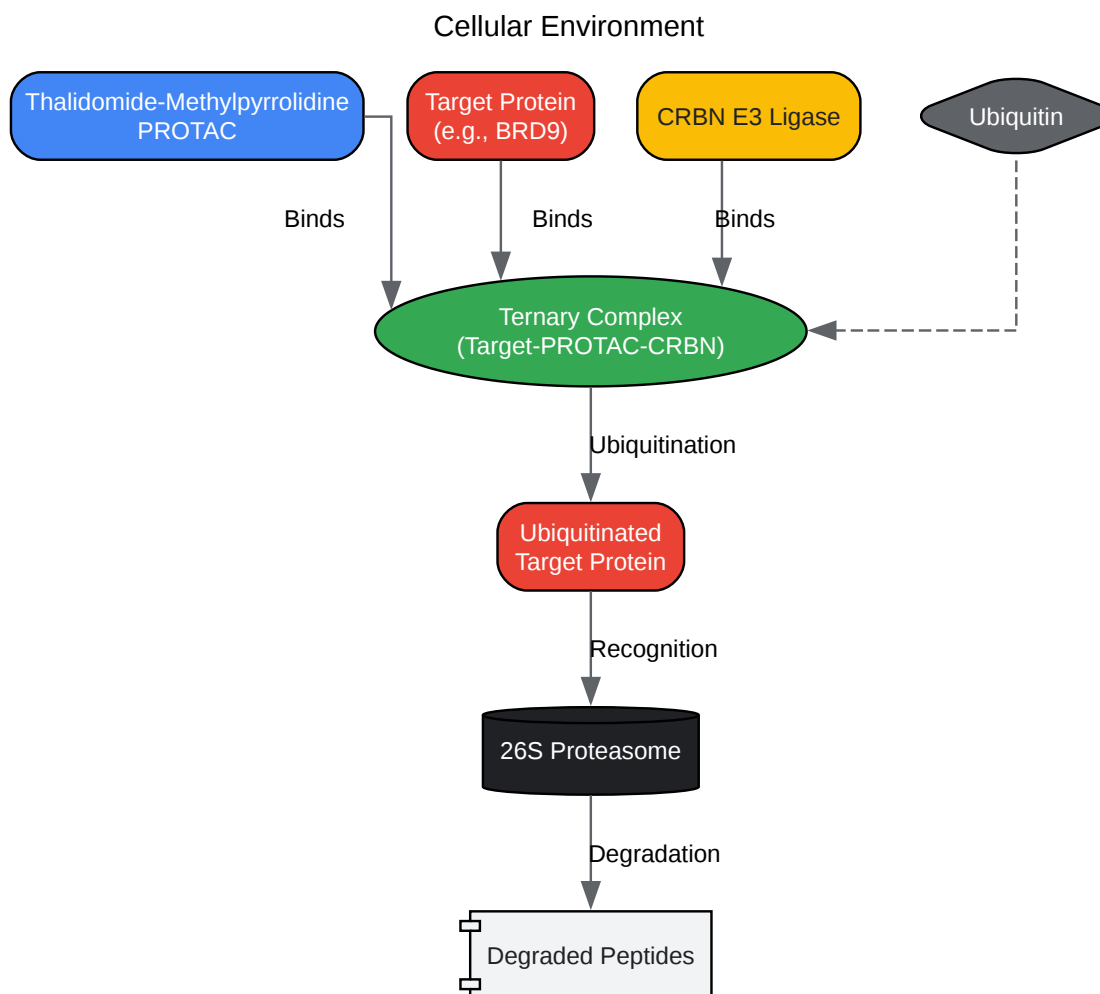 Cellular Environment
Thalidomide-Methylpyrrolidine
PROTAC
Target Protein
(e.g., BRD9)
CRBN E3 Ligase
Ubiquitin
Binds
Binds
Binds
Ternary Complex
(Target-PROTAC-CRBN)
Ubiquitination
Ubiquitinated
Target Protein
Recognition
26S Proteasome
Degradation
Degraded Peptides